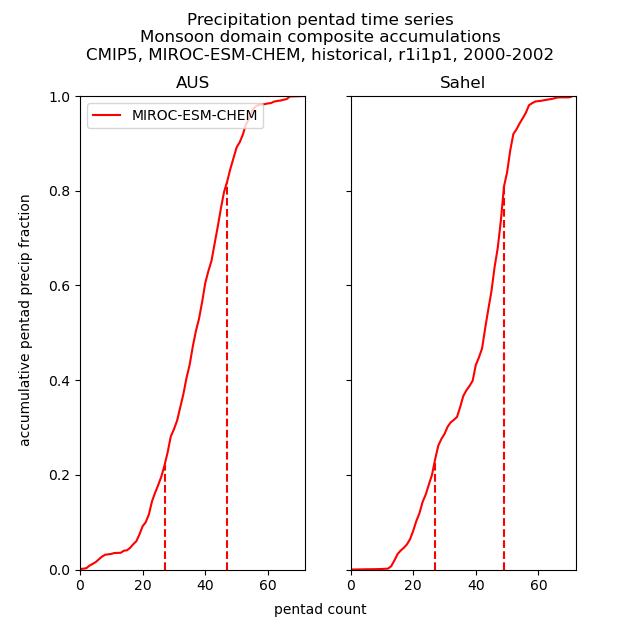 Precipitation pentad time series
Monsoon domain composite accumulations
CMIP5, MIROC-ESM-CHEM, historical, r1i1p1, 2000-2002
AUS
Sahel
MIROC-ESM-CHEM
accumulative pentad precip fraction
1.0
0.8
0.6
0.4
0.2
0.0
0 20 40 60
0 20 40 60
pentad count